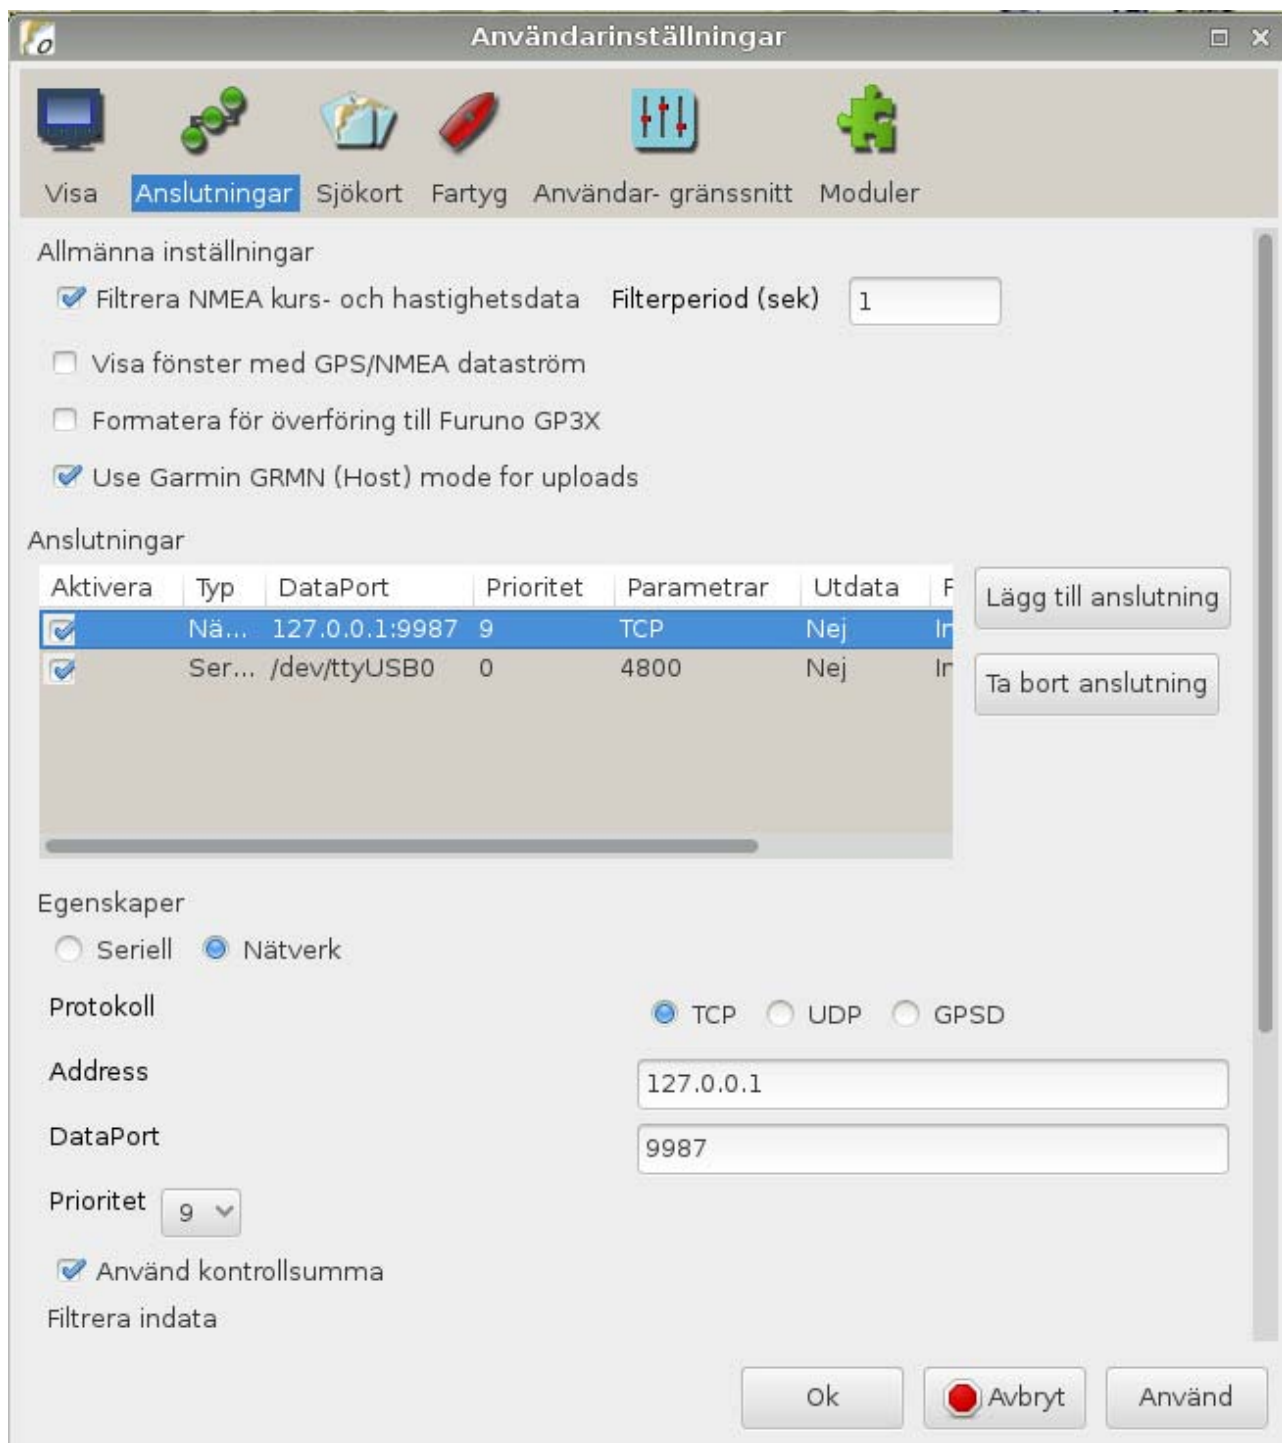 Användarinställningar
Visa Anslutningar Sjökort Fartyg Användar- gränssnitt Moduler
Allmänna inställningar
Filtrera NMEA kurs- och hastighetsdata Filterperiod (sek) 1
Visa fönster med GPS/NMEA dataström
Formatera för överföring till Furuno GP3X
Use Garmin GRMN (Host) mode for uploads
Anslutningar
Aktivera Typ DataPort Prioritet Parametrar Utdata F
Lägg till anslutning
Nä... 127.0.0.1:9987 9 TCP Nej In
Ser... /dev/ttyUSB0 0 4800 Nej In
Ta bort anslutning
Egenskaper
Seriell Nätverk
Protokoll TCP UDP GPSD
Address 127.0.0.1
DataPort 9987
Prioritet 9
Använd kontrollsumma
Filtrera indata
Ok Avbryt Använd